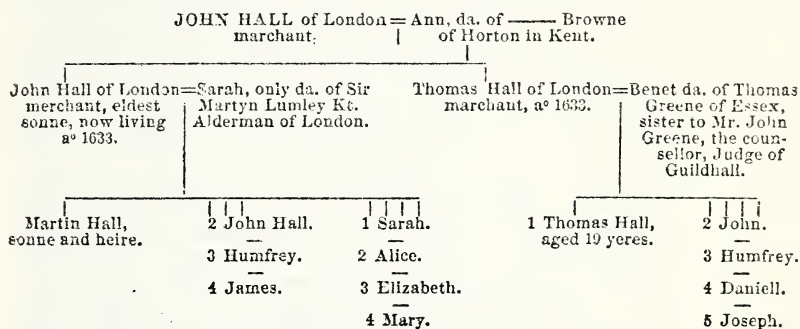 JOHN HALL of London = Ann, da. of —— Browne
marchant. of Horton in Kent.
John Hall of London = Sarah, only da. of Sir
merchant, eldest Martyn Lumley Kt.
sonne, now living Alderman of London.
aº 1633.
Thomas Hall of London = Benet da. of Thomas
marchant, aº 1633. Greene of Essex,
sister to Mr. John
Greene, the coun-
sellor, Judge of
Guildhall.
Martin Hall,
sonne and heire.
2 John Hall.
3 Humfrey.
4 James.
1 Sarah.
2 Alice.
3 Elizabeth.
4 Mary.
1 Thomas Hall,
aged 19 yeres.
2 John.
3 Humfrey.
4 Daniell.
5 Joseph.